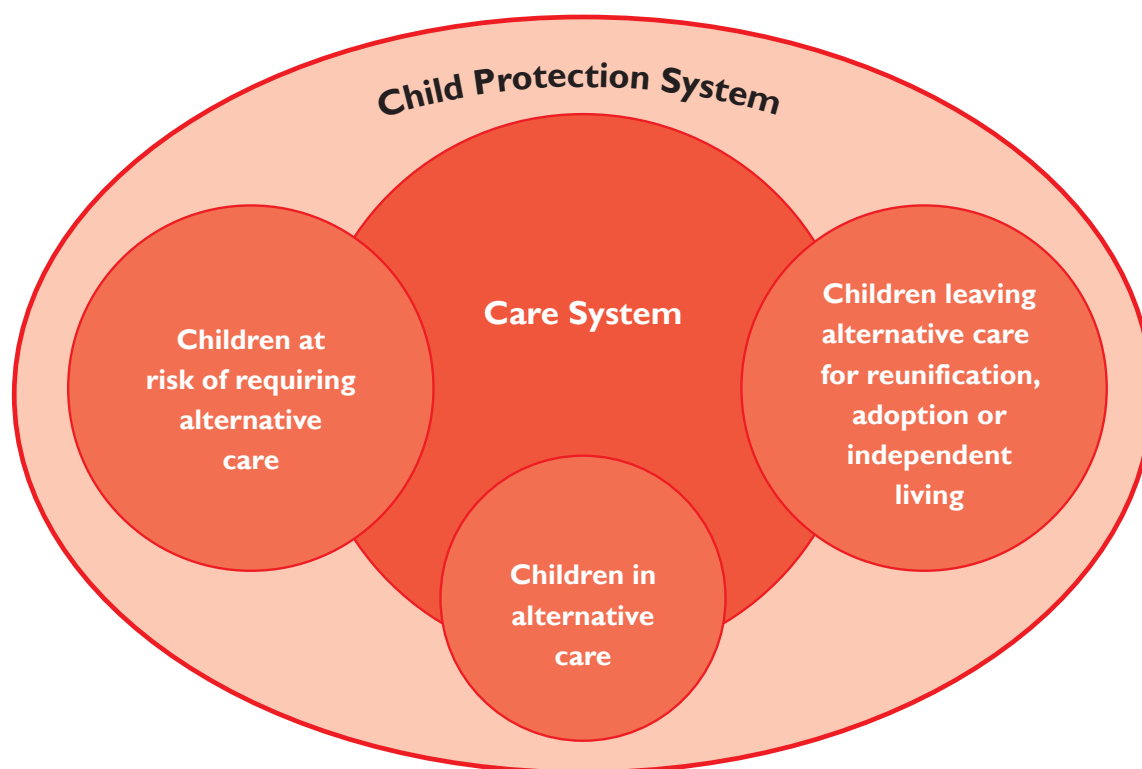 Child Protection System
Care System
Children at
risk of requiring
alternative
care
Children leaving
alternative care
for reunification,
adoption or
independent
living
Children in
alternative
care